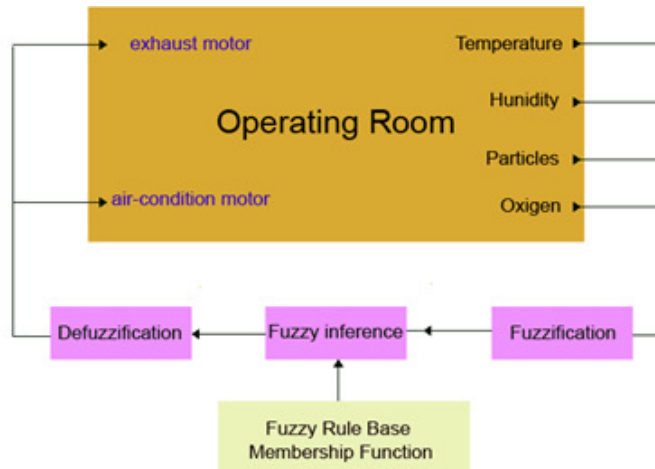 exhaust motor
Temperature
Hunidity
Operating Room
Particles
air-condition motor
Oxigen
Defuzzification
Fuzzy inference
Fuzzification
Fuzzy Rule Base
Membership Function